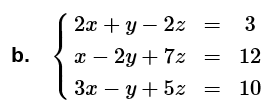 2x + y − 2z = 3
b. x − 2y + 7z = 12
3x − y + 5z = 10